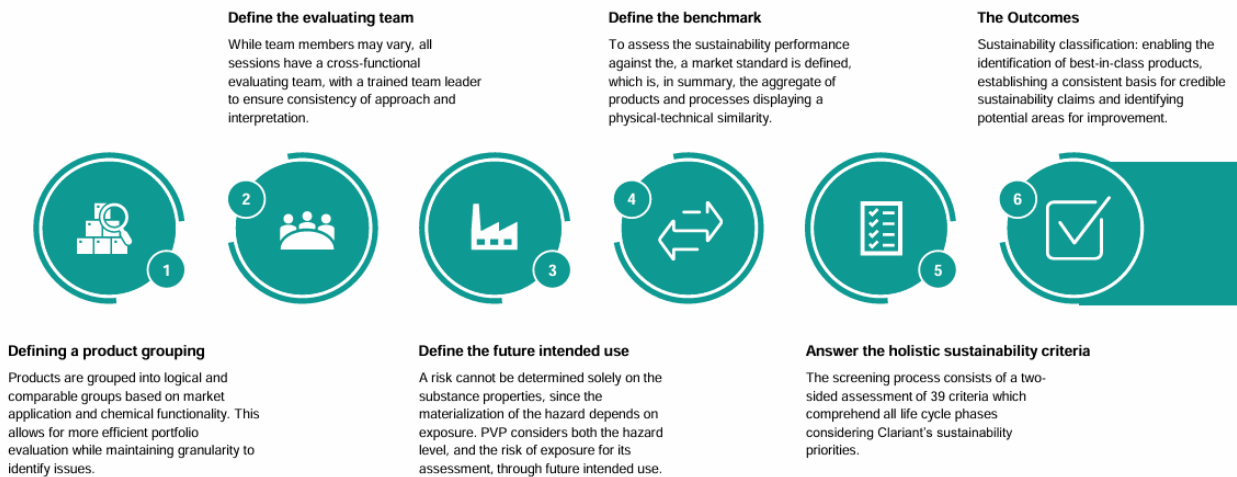 Define the evaluating team
While team members may vary, all
sessions have a cross-functional
evaluating team, with a trained team leader
to ensure consistency of approach and
interpretation.
Define the benchmark
To assess the sustainability performance
against the, a market standard is defined,
which is, in summary, the aggregate of
products and processes displaying a
physical-technical similarity.
The Outcomes
Sustainability classification: enabling the
identification of best-in-class products,
establishing a consistent basis for credible
sustainability claims and identifying
potential areas for improvement.
1
2
3
4
5
6
Defining a product grouping
Products are grouped into logical and
comparable groups based on market
application and chemical functionality. This
allows for more efficient portfolio
evaluation while maintaining granularity to
identify issues.
Define the future intended use
A risk cannot be determined solely on the
substance properties, since the
materialization of the hazard depends on
exposure. PVP considers both the hazard
level, and the risk of exposure for its
assessment, through future intended use.
Answer the holistic sustainability criteria
The screening process consists of a two-
sided assessment of 39 criteria which
comprehend all life cycle phases
considering Clariant's sustainability
priorities.